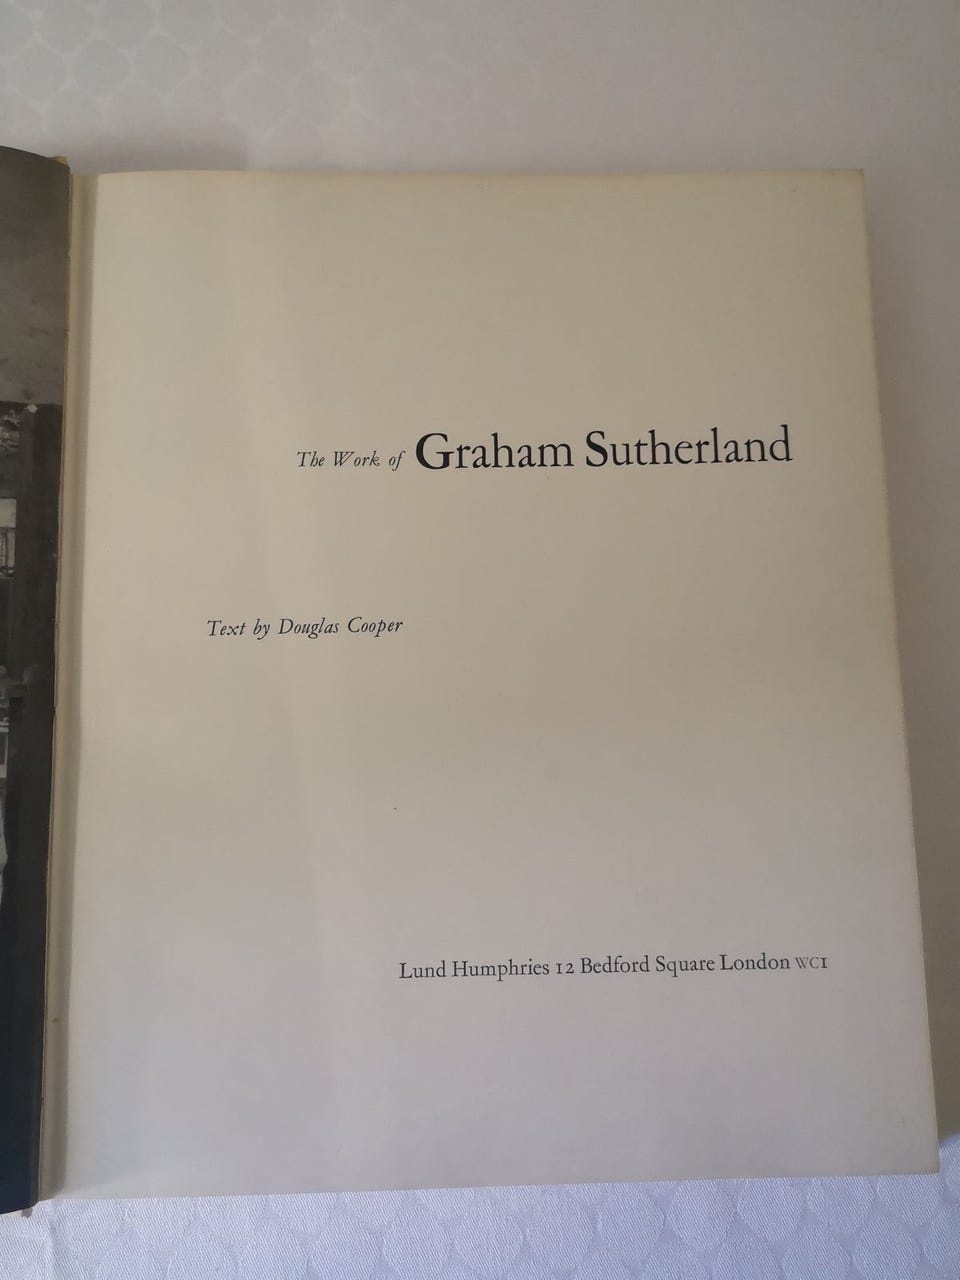 The Work of Graham Sutherland
Text by Douglas Cooper
Lund Humphries 12 Bedford Square London WC1